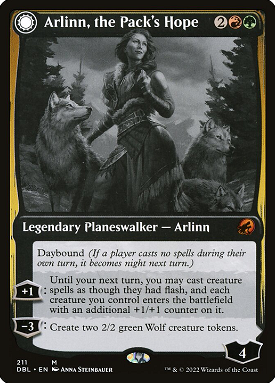 Arlinn, the Pack's Hope 2
Legendary Planeswalker — Arlinn
Daybound (If a player casts no spells during their
own turn, it becomes night next turn.)
+1: Until your next turn, you may cast creature
spells as though they had flash, and each
creature you control enters the battlefield
with an additional +1/+1 counter on it.
−3: Create two 2/2 green Wolf creature tokens.
4
211 M
DBL • EN ANNA STEINBAUER
™ & © 2022 Wizards of the Coast